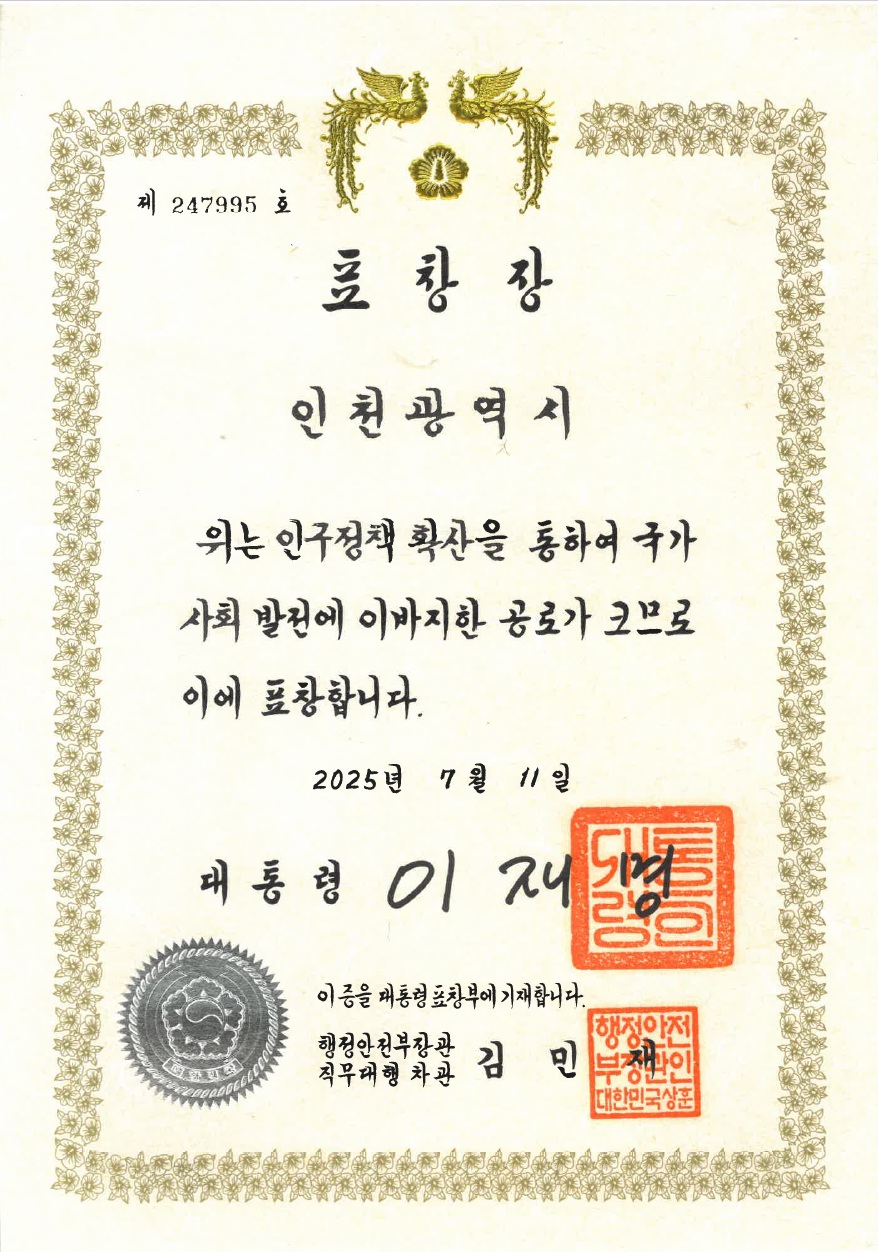 제 247995 호
표창장
인천광역시
위는 인구정책 확산을 통하여 국가
사회 발전에 이바지한 공로가 크므로
이에 표창합니다.
2025년 7월 11일
대통령 이재명
대통령의인
이 증을 대통령표창부에 기재합니다.
행정안전부장관
직무대행 차관 김민재
행정안전
부장관인
대한민국상훈
대한민국